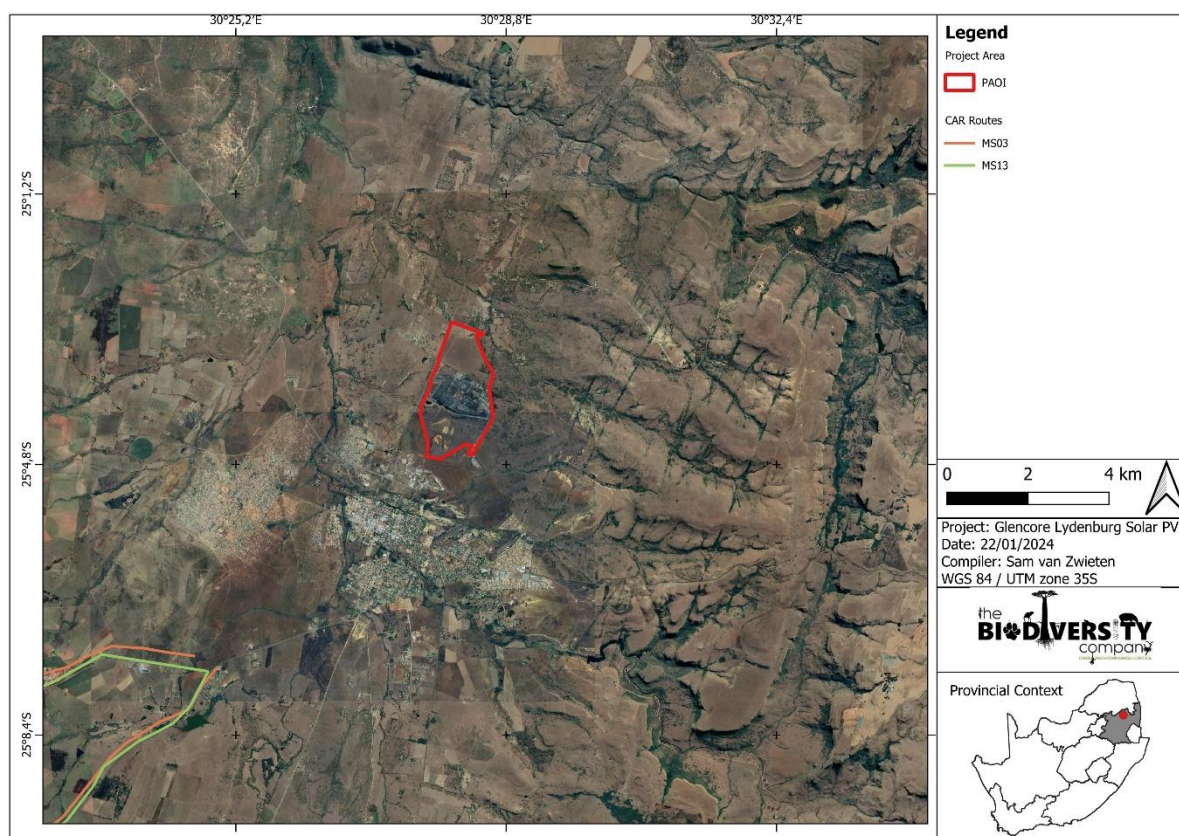 30°25,2'E 30°28,8'E 30°32,4'E
25°1,2'S
25°4,8'S
25°8,4'S
Legend
Project Area
PAOI
CAR Routes
MS03
MS13
0 2 4 km
Project: Glencore Lydenburg Solar PV
Date: 22/01/2024
Compiler: Sam van Zwieten
WGS 84 / UTM zone 35S
the
BIODIVERSITY
company
Provincial Context